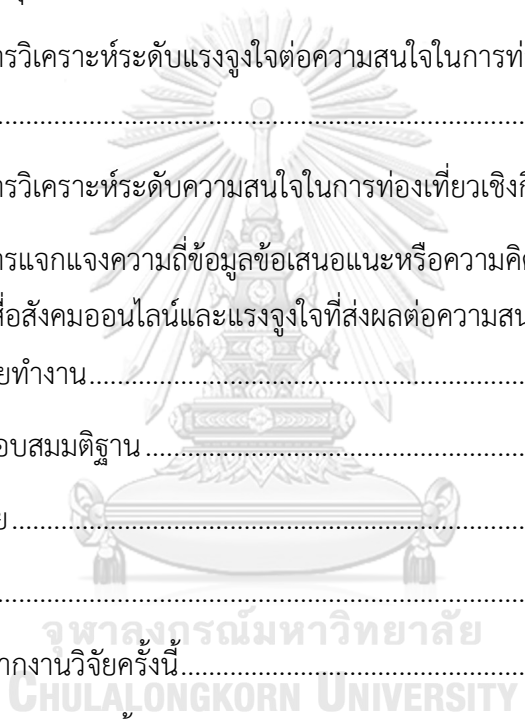 ารวิเคราะห์ระดับแรงจูงใจต่อความสนใจในการท่
................................................................
ารวิเคราะห์ระดับความสนใจในการท่องเที่ยวเชิงกี
ารแจกแจงความถี่ข้อมูลข้อเสนอแนะหรือความคิด
สื่อสังคมออนไลน์และแรงจูงใจที่ส่งผลต่อความสน
ยทำงาน................................................................
อบสมมติฐาน................................................................
ย................................................................
................................................................
จุฬาลงกรณ์มหาวิทยาลัย
ากงานวิจัยครั้งนี้................................................................
CHULALONGKORN UNIVERSITY